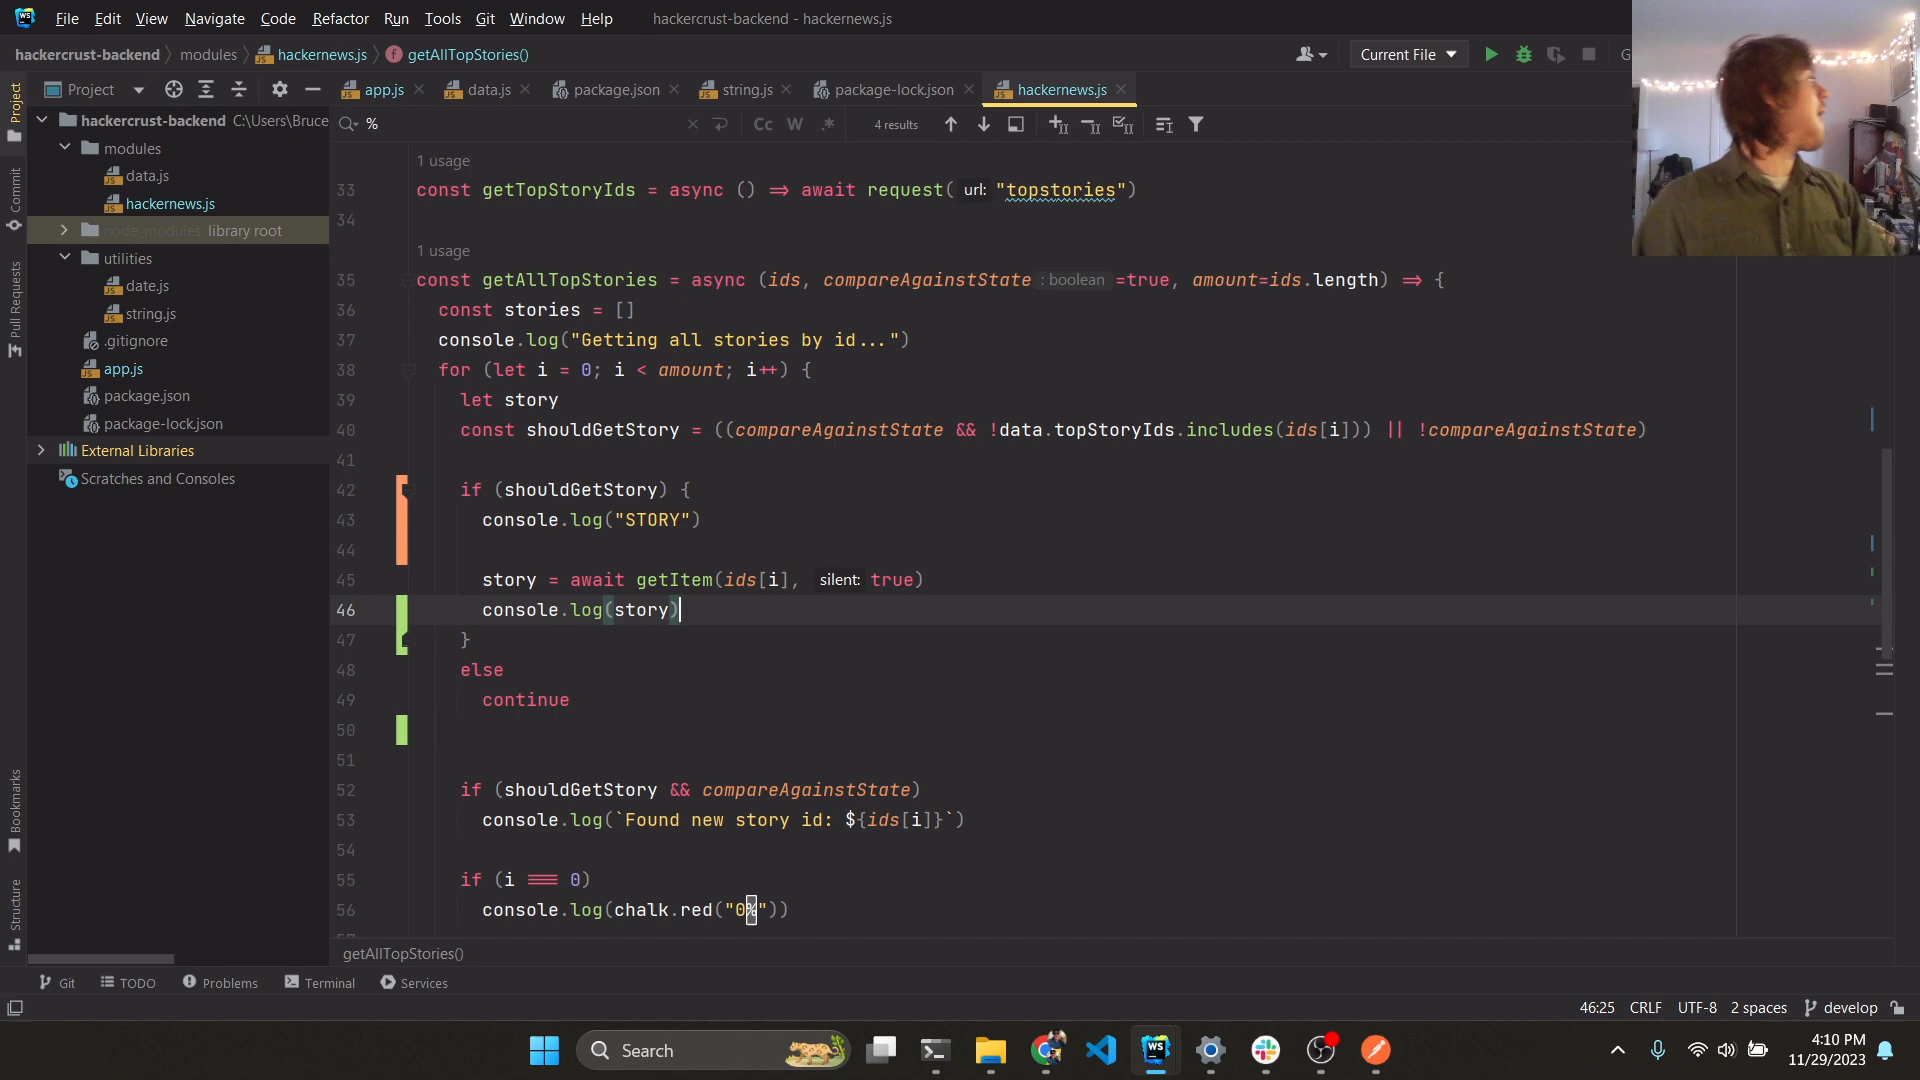 File Edit View Navigate Code Refactor Run Tools Git Window Help hackercrust-backend - hackernews.js
hackercrust-backend modules hackernews.js getAllTopStories() Current File G
Project app.js data.js package.json string.js package-lock.json hackernews.js
% Cc W .* 4 results
Project
Commit
Pull Requests
Bookmarks
Structure
hackercrust-backend C:\Users\Bruce
modules
data.js
hackernews.js
node_modules library root
utilities
date.js
string.js
.gitignore
app.js
package.json
package-lock.json
External Libraries
Scratches and Consoles
1 usage
33 const getTopStoryIds = async () => await request( url: "topstories")
34
1 usage
35 const getAllTopStories = async (ids, compareAgainstState : boolean =true, amount=ids.length) => {
36 const stories = []
37 console.log("Getting all stories by id...")
38 for (let i = 0; i < amount; i++) {
39 let story
40 const shouldGetStory = ((compareAgainstState && !data.topStoryIds.includes(ids[i])) || !compareAgainstState)
41
42 if (shouldGetStory) {
43 console.log("STORY")
44
45 story = await getItem(ids[i], silent: true)
46 console.log(story)
47 }
48 else
49 continue
50
51
52 if (shouldGetStory && compareAgainstState)
53 console.log(`Found new story id: ${ids[i]}`)
54
55 if (i === 0)
56 console.log(chalk.red("0%"))
getAllTopStories()
Git TODO Problems Terminal Services
46:25 CRLF UTF-8 2 spaces develop
Search
4:10 PM
11/29/2023